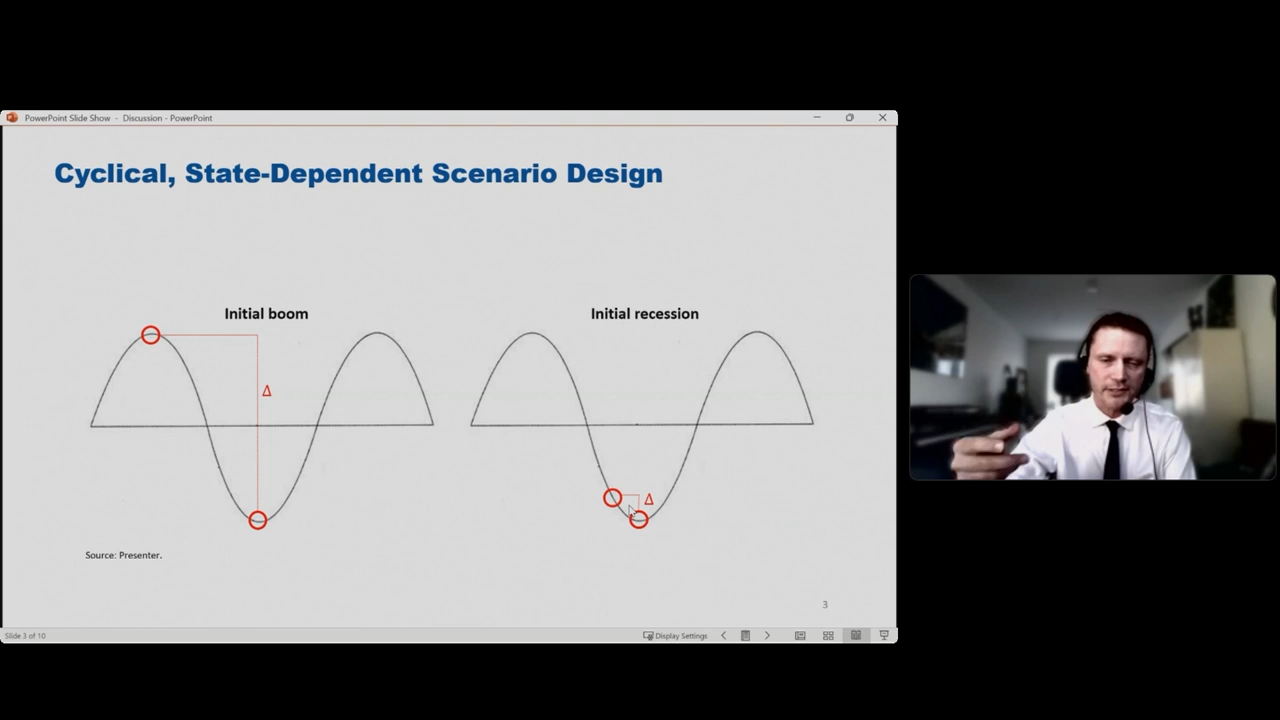 PowerPoint Slide Show - Discussion - PowerPoint
Cyclical, State-Dependent Scenario Design
Initial boom
Initial recession
Δ
Δ
Source: Presenter.
3
Slide 3 of 10
Display Settings